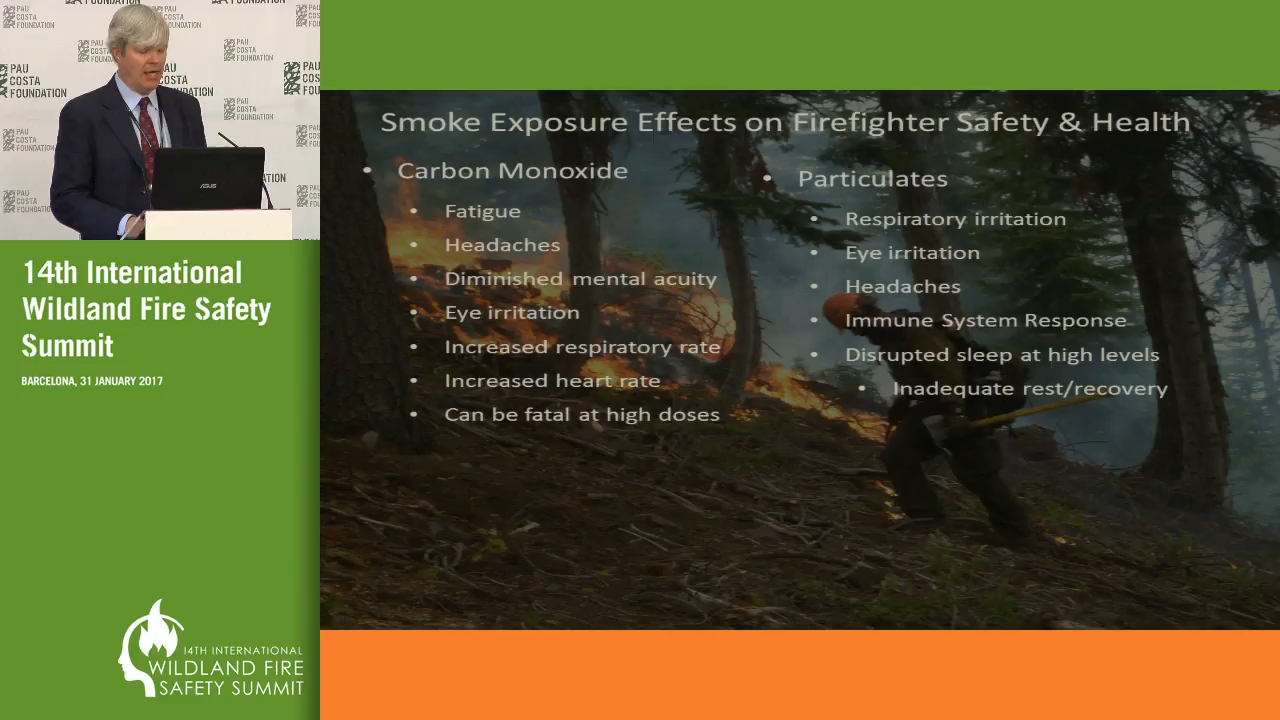 PAU
COSTA
FOUNDATION
ASUS
14th International
Wildland Fire Safety
Summit
BARCELONA, 31 JANUARY 2017
14TH INTERNATIONAL
WILDLAND FIRE
SAFETY SUMMIT
Smoke Exposure Effects on Firefighter Safety & Health
• Carbon Monoxide
• Fatigue
• Headaches
• Diminished mental acuity
• Eye irritation
• Increased respiratory rate
• Increased heart rate
• Can be fatal at high doses
• Particulates
• Respiratory irritation
• Eye irritation
• Headaches
• Immune System Response
• Disrupted sleep at high levels
• Inadequate rest/recovery